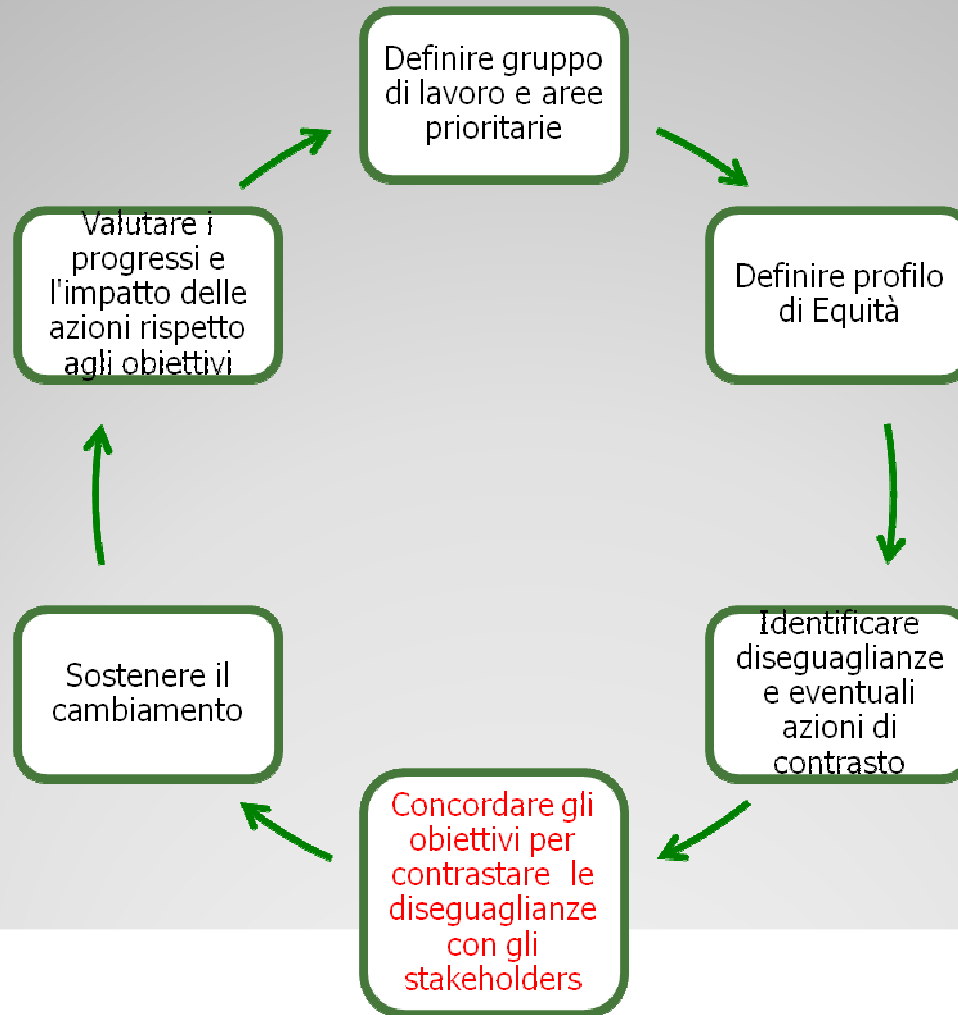 Definire gruppo
di lavoro e aree
prioritarie
Definire profilo
di Equità
Identificare
diseguaglianze
e eventuali
azioni di
contrasto
Concordare gli
obiettivi per
contrastare  le
diseguaglianze
con gli
stakeholders
Sostenere il
cambiamento
Valutare i
progressi e
l'impatto delle
azioni rispetto
agli obiettivi